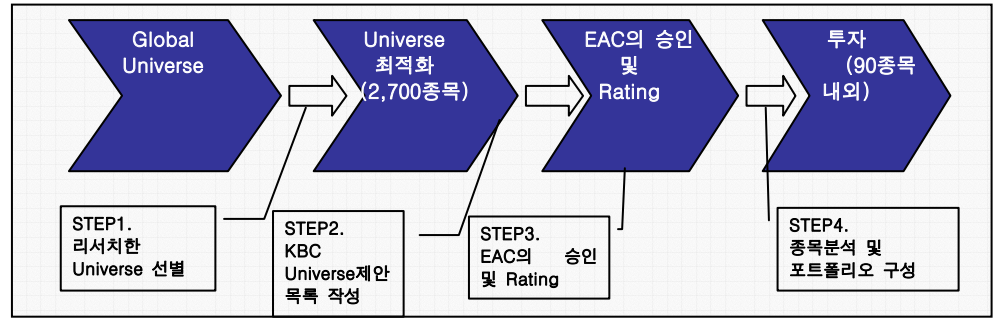 Global
Universe
Universe
최적화
(2,700종목)
EAC의 승인
및
Rating
투자
(90종목
내외)
STEP1.
리서치한
Universe 선별
STEP2.
KBC
Universe제안
목록 작성
STEP3.
EAC의 승인
및 Rating
STEP4.
종목분석 및
포트폴리오 구성